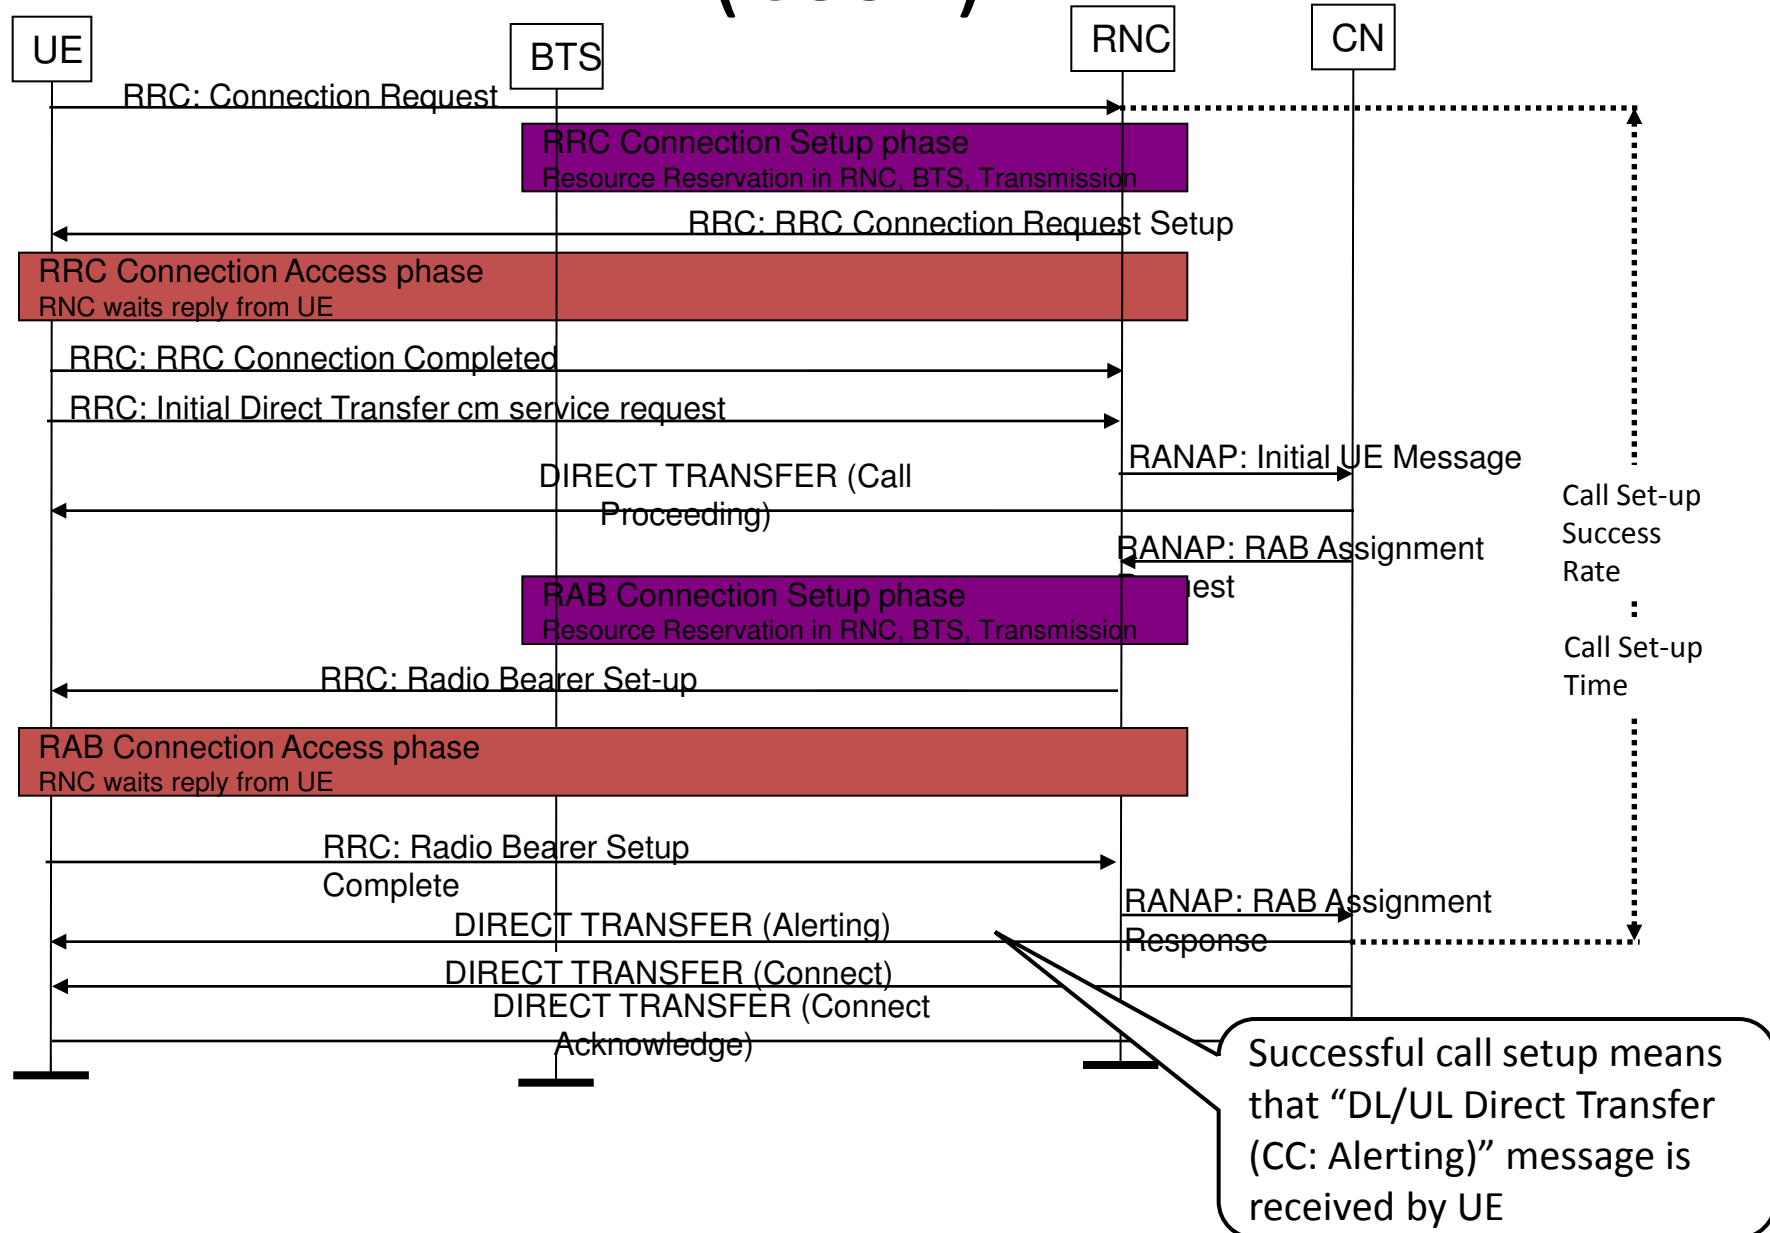 UE
BTS
RNC
CN
RRC: Connection Request
RRC Connection Setup phase
Resource Reservation in RNC, BTS, Transmission
RRC: RRC Connection Request Setup
RRC Connection Access phase
RNC waits reply from UE
RRC: RRC Connection Completed
RRC: Initial Direct Transfer cm service request
RANAP: Initial UE Message
DIRECT TRANSFER (Call
Proceeding)
Call Set-up
Success
Rate
RANAP: RAB Assignment
RAB Connection Setup phase
Resource Reservation in RNC, BTS, Transmission
Call Set-up
Time
RRC: Radio Bearer Set-up
RAB Connection Access phase
RNC waits reply from UE
RRC: Radio Bearer Setup
Complete
RANAP: RAB Assignment
Response
DIRECT TRANSFER (Alerting)
DIRECT TRANSFER (Connect)
DIRECT TRANSFER (Connect
Acknowledge)
Successful call setup means
that “DL/UL Direct Transfer
(CC: Alerting)” message is
received by UE